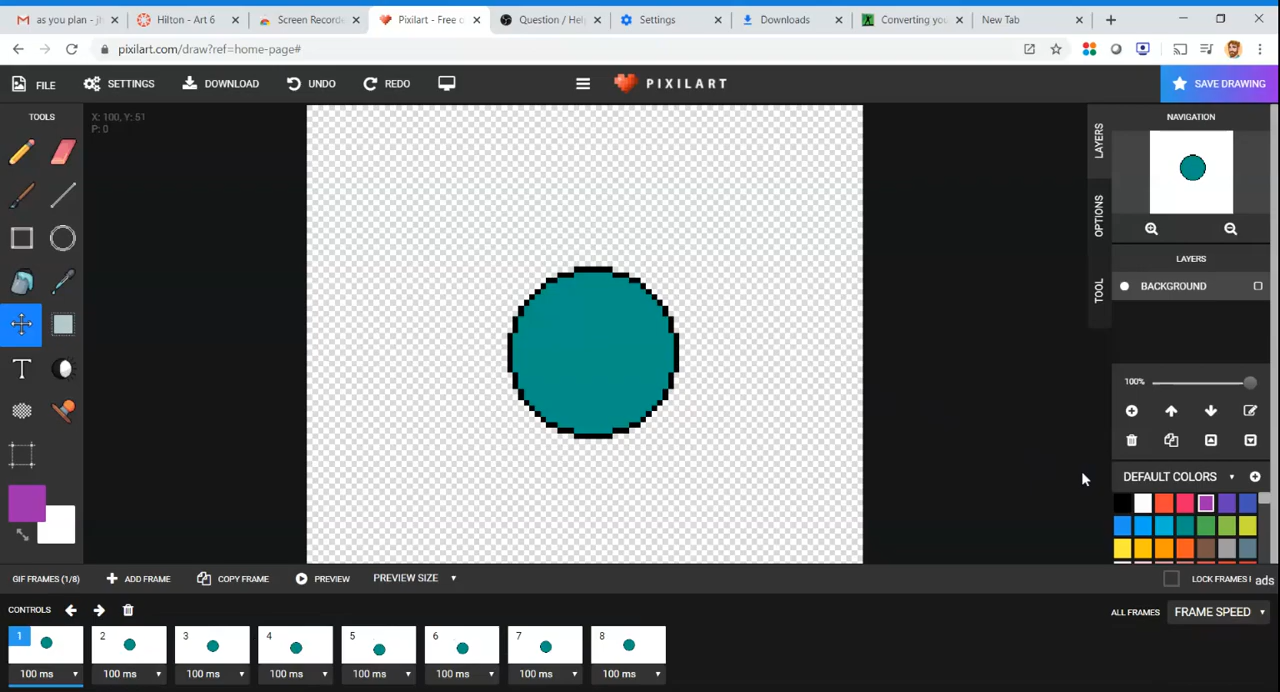 as you plan - jh
Hilton - Art 6
Screen Records
Pixilart - Free o
Question / Help
Settings
Downloads
Converting you
New Tab
pixilart.com/draw?ref=home-page#
FILE
SETTINGS
DOWNLOAD
UNDO
REDO
PIXILART
SAVE DRAWING
TOOLS
X: 100, Y: 51
P: 0
LAYERS
OPTIONS
TOOL
NAVIGATION
LAYERS
BACKGROUND
100%
DEFAULT COLORS
GIF FRAMES (1/8)
ADD FRAME
COPY FRAME
PREVIEW
PREVIEW SIZE
LOCK FRAMES
ads
CONTROLS
ALL FRAMES
FRAME SPEED
1 2 3 4 5 6 7 8
100 ms 100 ms 100 ms 100 ms 100 ms 100 ms 100 ms 100 ms